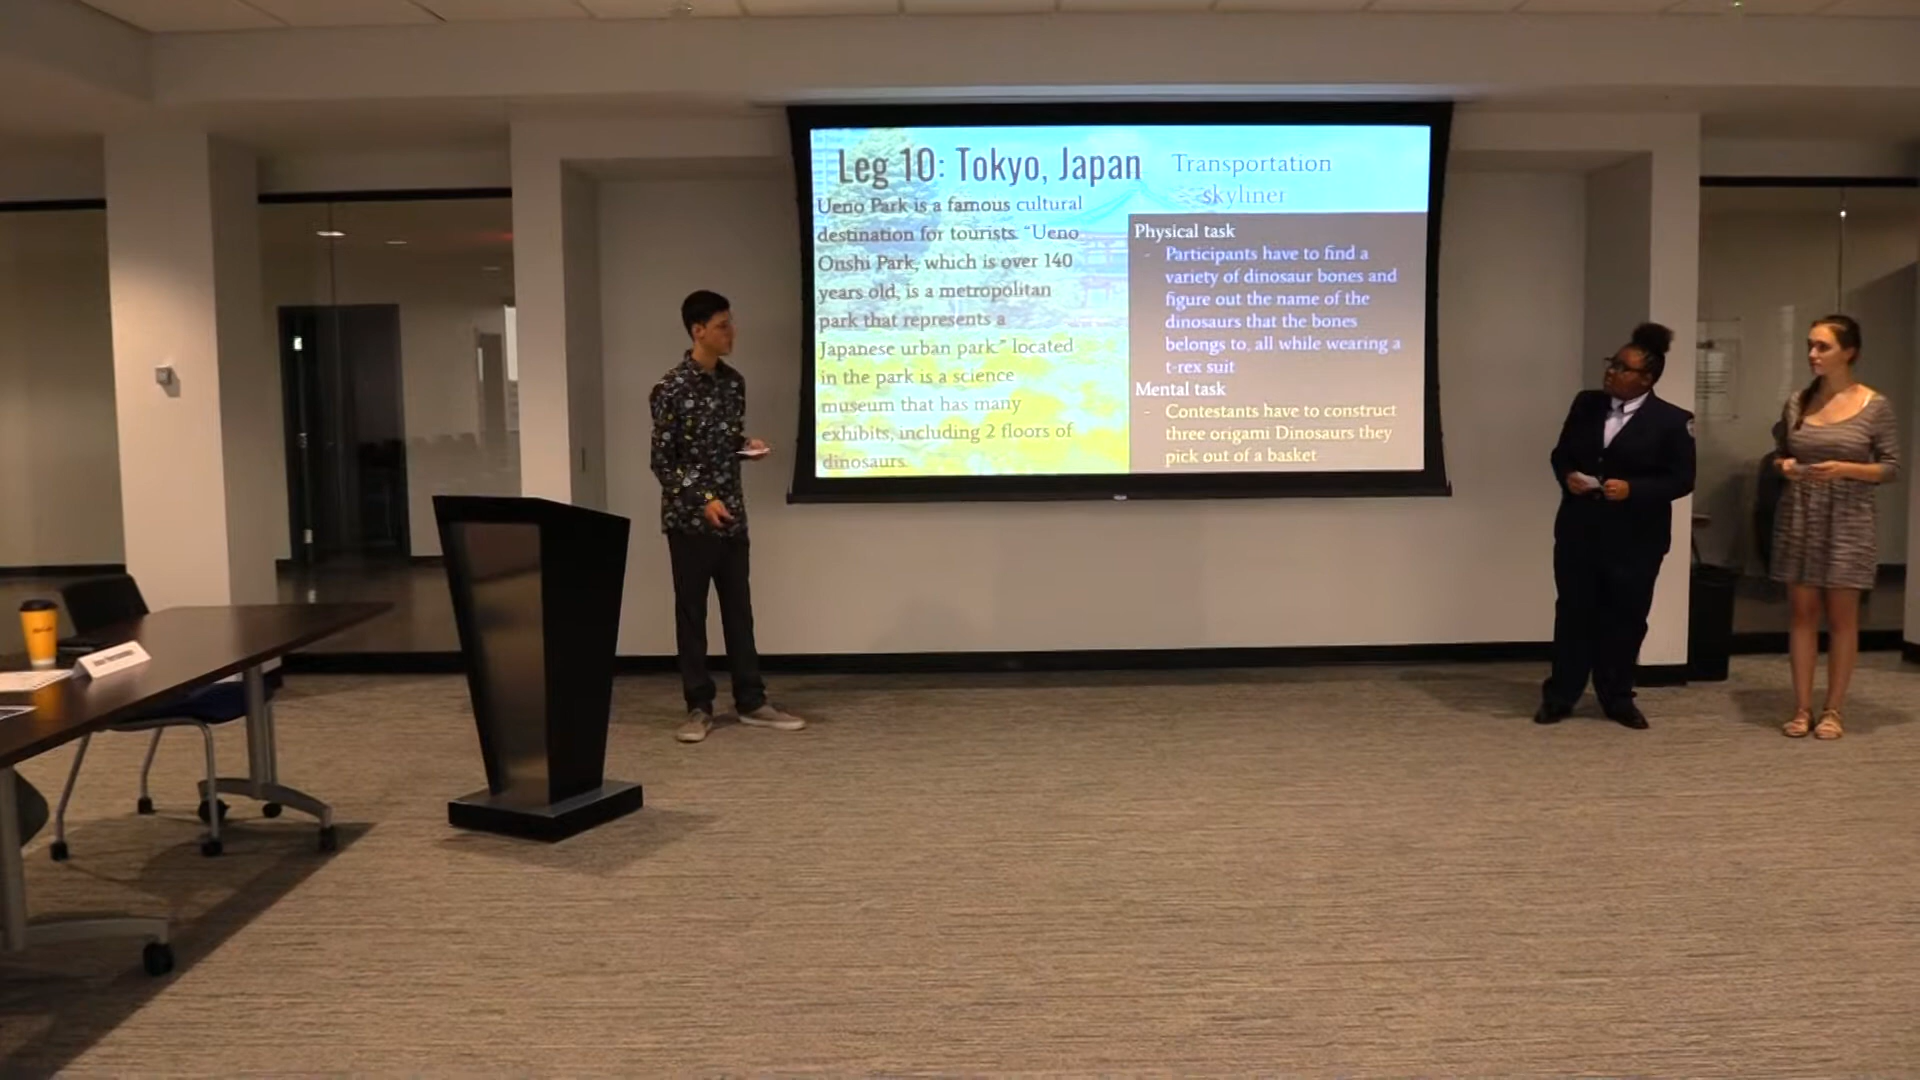 Leg 10: Tokyo, Japan
Transportation
skyliner
Ueno Park is a famous cultural
destination for tourists. "Ueno
Onshi Park, which is over 140
years old, is a metropolitan
park that represents a
Japanese urban park." located
in the park is a science
museum that has many
exhibits, including 2 floors of
dinosaurs.
Physical task
- Participants have to find a
variety of dinosaur bones and
figure out the name of the
dinosaurs that the bones
belongs to, all while wearing a
t-rex suit
Mental task
- Contestants have to construct
three origami Dinosaurs they
pick out of a basket